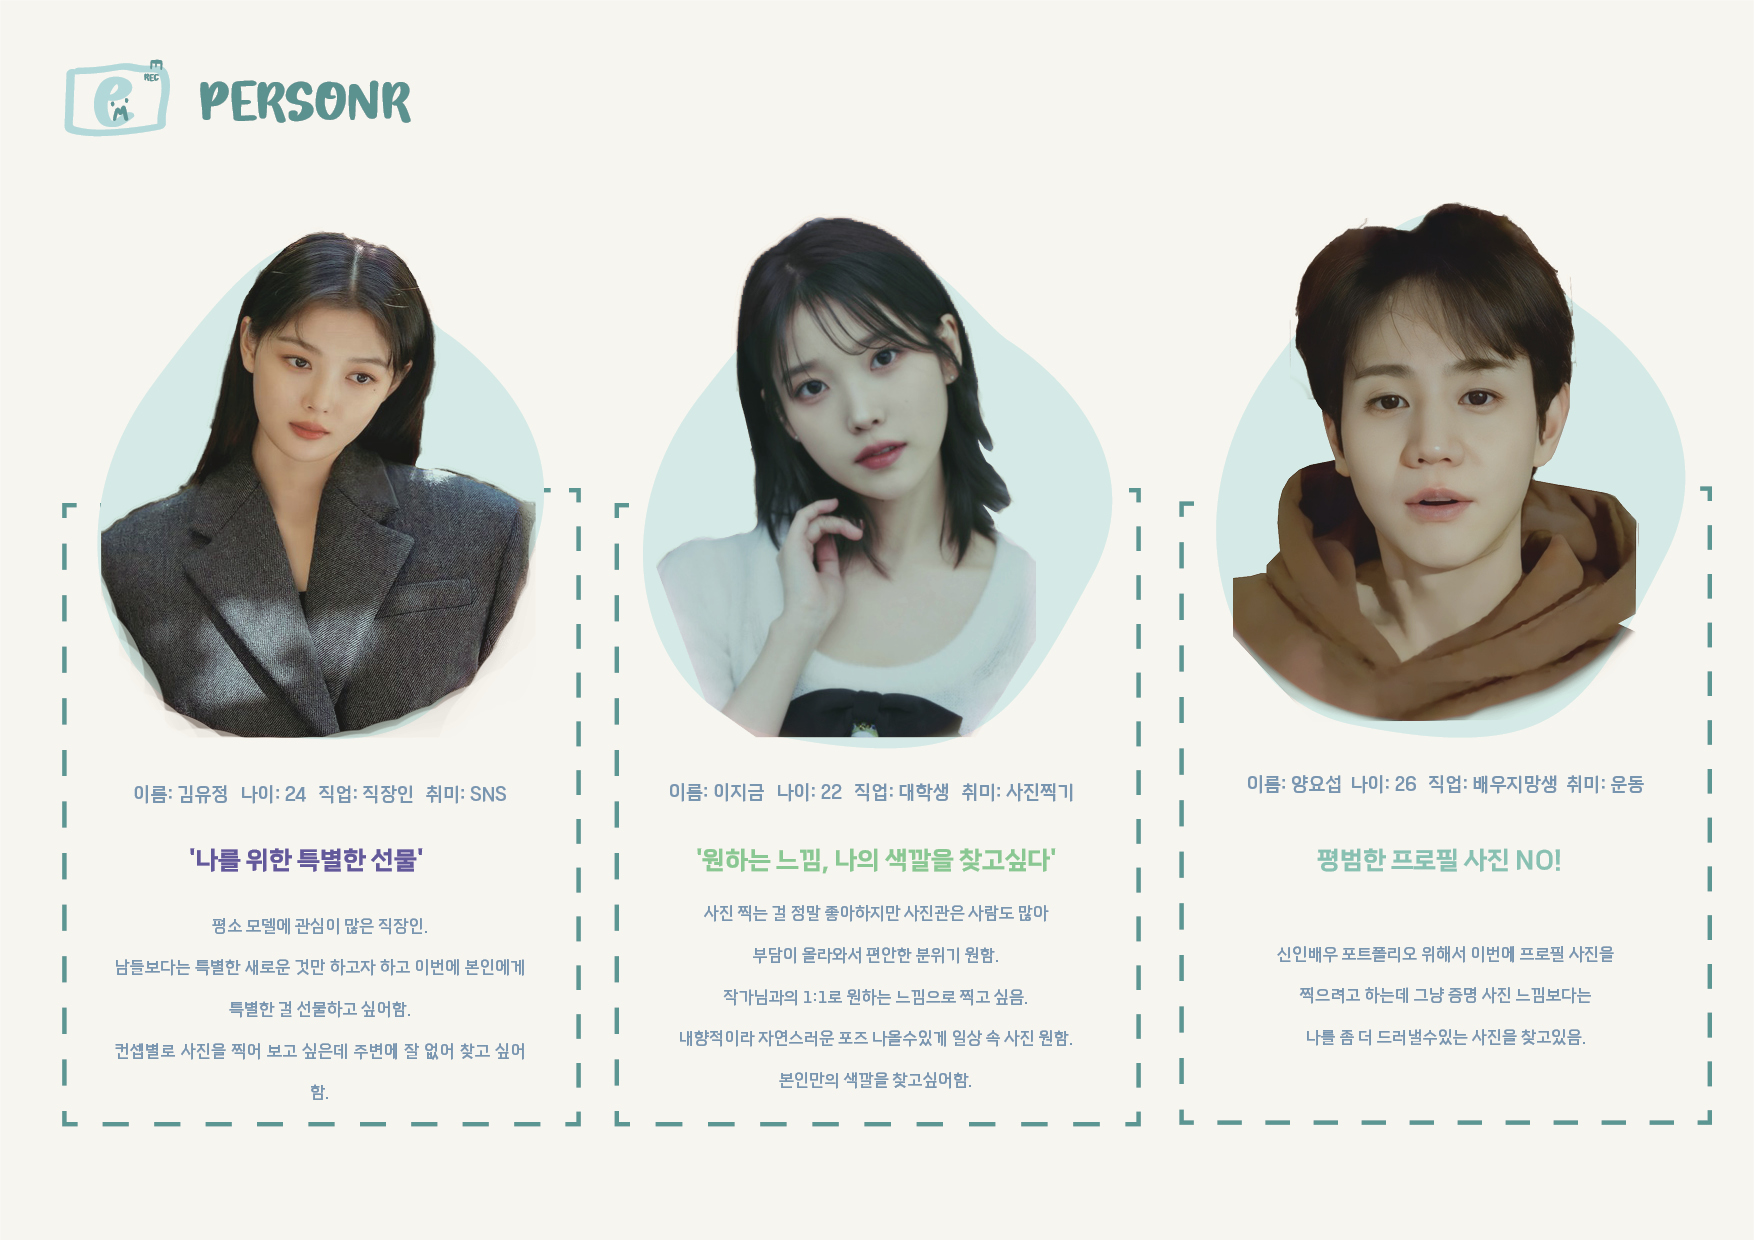 REC
eM
PERSONR
이름: 김유정 나이: 24 직업: 직장인 취미: SNS
'나를 위한 특별한 선물'
평소 모델에 관심이 많은 직장인.
남들보다는 특별한 새로운 것만 하고자 하고 이번에 본인에게
특별한 걸 선물하고 싶어함.
컨셉별로 사진을 찍어 보고 싶은데 주변에 잘 없어 찾고 싶어
함.
이름: 이지금 나이: 22 직업: 대학생 취미: 사진찍기
'원하는 느낌, 나의 색깔을 찾고싶다'
사진 찍는 걸 정말 좋아하지만 사진관은 사람도 많아
부담이 올라와서 편안한 분위기 원함.
작가님과의 1:1로 원하는 느낌으로 찍고 싶음.
내향적이라 자연스러운 포즈 나올수있게 일상 속 사진 원함.
본인만의 색깔을 찾고싶어함.
이름: 양요섭 나이: 26 직업: 배우지망생 취미: 운동
평범한 프로필 사진 NO!
신인배우 포트폴리오 위해서 이번에 프로필 사진을
찍으려고 하는데 그냥 증명 사진 느낌보다는
나를 좀 더 드러낼수있는 사진을 찾고있음.